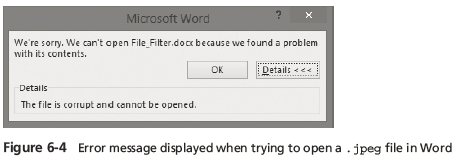 Microsoft Word
? ×
We're sorry. We can't open File_Filter.docx because we found a problem
with its contents.
OK
Details <<<
Details
The file is corrupt and cannot be opened.
Figure 6-4 Error message displayed when trying to open a .jpeg file in Word